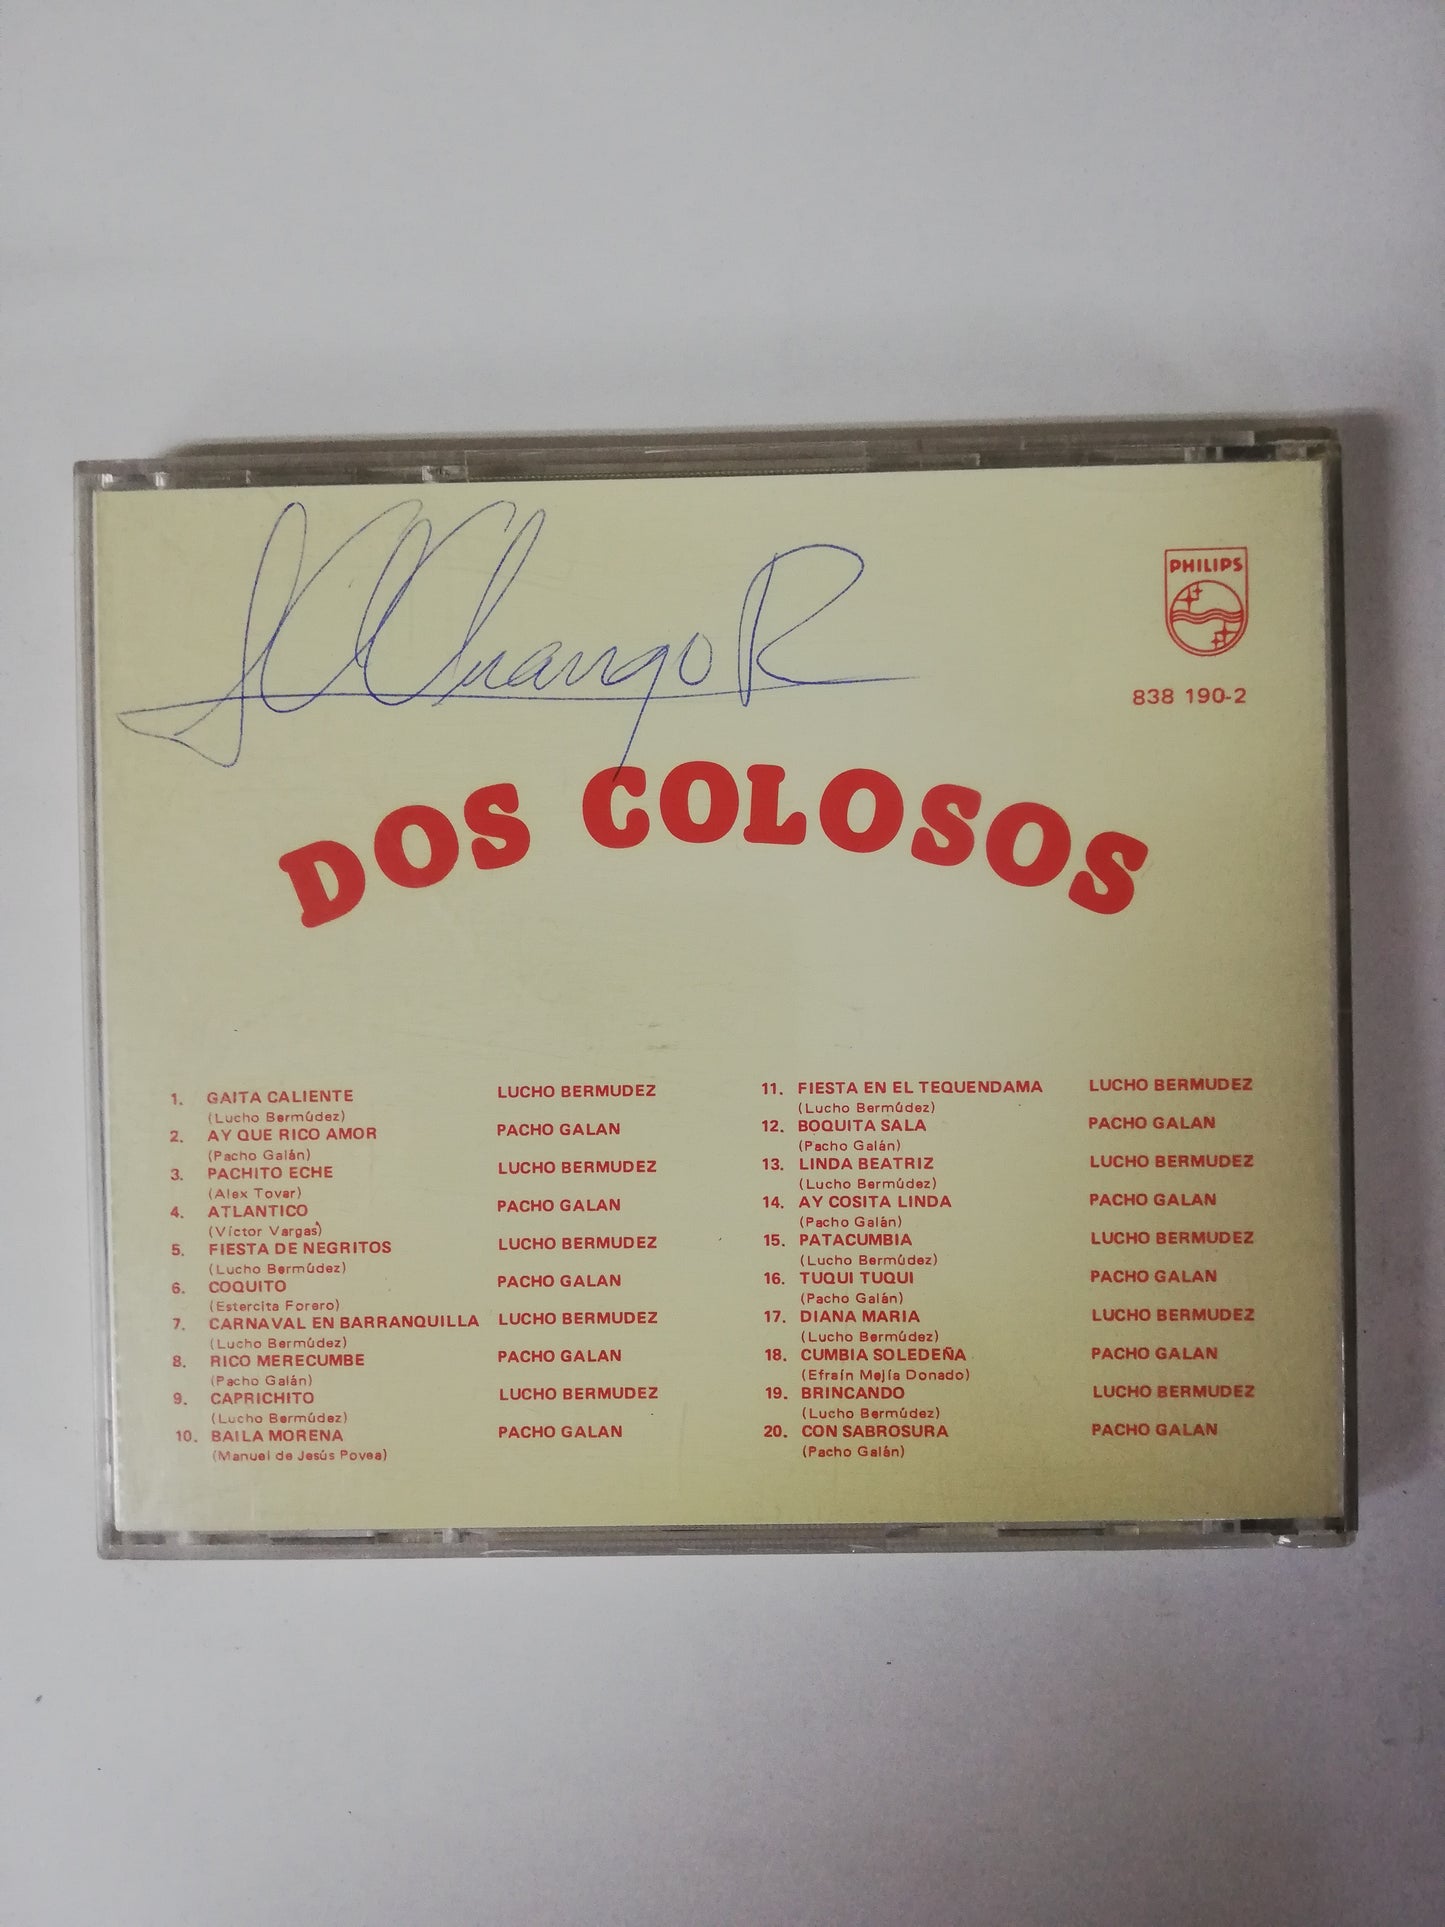 PHILIPS
838 190-2
DOS COLOSOS
1. GAITA CALIENTE LUCHO BERMUDEZ
(Lucho Bermúdez)
2. AY QUE RICO AMOR PACHO GALAN
(Pacho Galán)
3. PACHITO ECHE LUCHO BERMUDEZ
(Alex Tovar)
4. ATLANTICO PACHO GALAN
(Víctor Vargas)
5. FIESTA DE NEGRITOS LUCHO BERMUDEZ
(Lucho Bermúdez)
6. COQUITO PACHO GALAN
(Estercita Forero)
7. CARNAVAL EN BARRANQUILLA LUCHO BERMUDEZ
(Lucho Bermúdez)
8. RICO MERECUMBE PACHO GALAN
(Pacho Galán)
9. CAPRICHITO LUCHO BERMUDEZ
(Lucho Bermúdez)
10. BAILA MORENA PACHO GALAN
(Manuel de Jesús Povea)
11. FIESTA EN EL TEQUENDAMA LUCHO BERMUDEZ
(Lucho Bermúdez)
12. BOQUITA SALA PACHO GALAN
(Pacho Galán)
13. LINDA BEATRIZ LUCHO BERMUDEZ
(Lucho Bermúdez)
14. AY COSITA LINDA PACHO GALAN
(Pacho Galán)
15. PATACUMBIA LUCHO BERMUDEZ
(Lucho Bermúdez)
16. TUQUI TUQUI PACHO GALAN
(Pacho Galán)
17. DIANA MARIA LUCHO BERMUDEZ
(Lucho Bermúdez)
18. CUMBIA SOLEDEÑA PACHO GALAN
(Efraín Mejía Donado)
19. BRINCANDO LUCHO BERMUDEZ
(Lucho Bermúdez)
20. CON SABROSURA PACHO GALAN
(Pacho Galán)